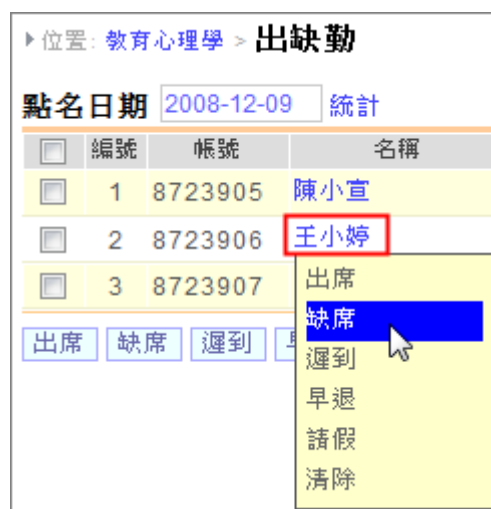 位置: 教育心理學 > 出缺勤
點名日期 2008-12-09 統計
編號 帳號 名稱
1 8723905 陳小宣
2 8723906 王小婷
3 8723907
出席 缺席 遲到
出席
缺席
遲到
早退
請假
清除